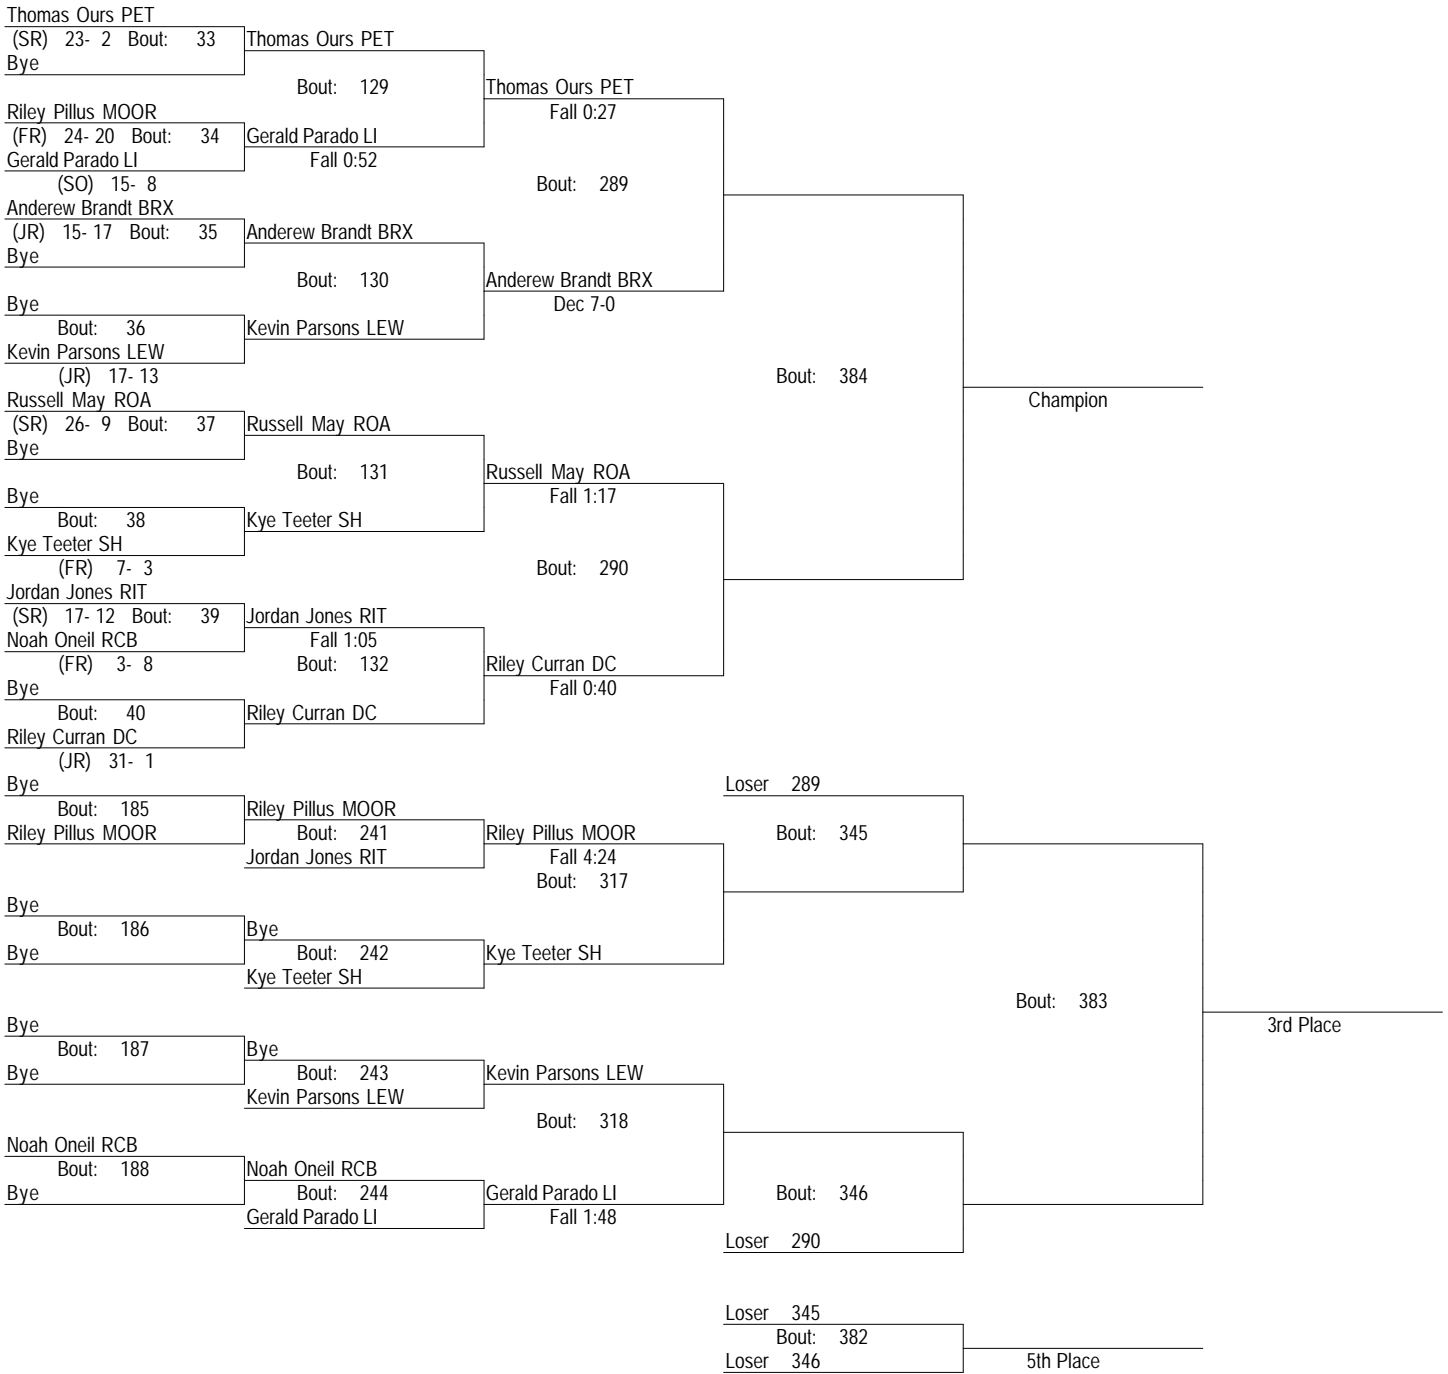 Thomas Ours PET
(SR) 23- 2 Bout: 33 Thomas Ours PET
Bye
Bout: 129 Thomas Ours PET
Riley Pillus MOOR Fall 0:27
(FR) 24- 20 Bout: 34 Gerald Parado LI
Gerald Parado LI Fall 0:52
(SO) 15- 8 Bout: 289
Anderew Brandt BRX
(JR) 15- 17 Bout: 35 Anderew Brandt BRX
Bye
Bout: 130 Anderew Brandt BRX
Bye Dec 7-0
Bout: 36 Kevin Parsons LEW
Kevin Parsons LEW
(JR) 17- 13 Bout: 384
Russell May ROA Champion
(SR) 26- 9 Bout: 37 Russell May ROA
Bye
Bout: 131 Russell May ROA
Bye Fall 1:17
Bout: 38 Kye Teeter SH
Kye Teeter SH
(FR) 7- 3 Bout: 290
Jordan Jones RIT
(SR) 17- 12 Bout: 39 Jordan Jones RIT
Noah Oneil RCB Fall 1:05
(FR) 3- 8 Bout: 132 Riley Curran DC
Bye Fall 0:40
Bout: 40 Riley Curran DC
Riley Curran DC
(JR) 31- 1
Bye Loser 289
Bout: 185 Riley Pillus MOOR
Riley Pillus MOOR Bout: 241 Riley Pillus MOOR Bout: 345
Jordan Jones RIT Fall 4:24
Bout: 317
Bye
Bout: 186 Bye
Bye Bout: 242 Kye Teeter SH
Kye Teeter SH
Bout: 383
Bye 3rd Place
Bout: 187 Bye
Bye Bout: 243 Kevin Parsons LEW
Kevin Parsons LEW
Bout: 318
Noah Oneil RCB
Bout: 188 Noah Oneil RCB
Bye Bout: 244 Gerald Parado LI Bout: 346
Gerald Parado LI Fall 1:48
Loser 290
Loser 345
Bout: 382
Loser 346 5th Place